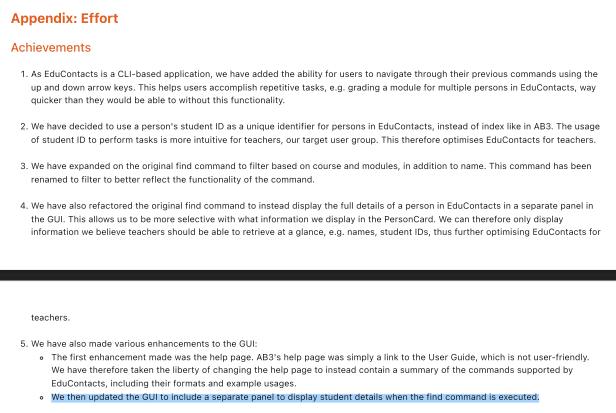 Appendix: Effort
Achievements
1. As EduContacts is a CLI-based application, we have added the ability for users to navigate through their previous commands using the
up and down arrow keys. This helps users accomplish repetitive tasks, e.g. grading a module for multiple persons in EduContacts, way
quicker than they would be able to without this functionality.
2. We have decided to use a person's student ID as a unique identifier for persons in EduContacts, instead of index like in AB3. The usage
of student ID to perform tasks is more intuitive for teachers, our target user group. This therefore optimises EduContacts for teachers.
3. We have expanded on the original find command to filter based on course and modules, in addition to name. This command has been
renamed to filter to better reflect the functionality of the command.
4. We have also refactored the original find command to instead display the full details of a person in EduContacts in a separate panel in
the GUI. This allows us to be more selective with what information we display in the PersonCard. We can therefore only display
information we believe teachers should be able to retrieve at a glance, e.g. names, student IDs, thus further optimising EduContacts for
teachers.
5. We have also made various enhancements to the GUI:
The first enhancement made was the help page. AB3's help page was simply a link to the User Guide, which is not user-friendly.
We have therefore taken the liberty of changing the help page to instead contain a summary of the commands supported by
EduContacts, including their formats and example usages.
We then updated the GUI to include a separate panel to display student details when the find command is executed.